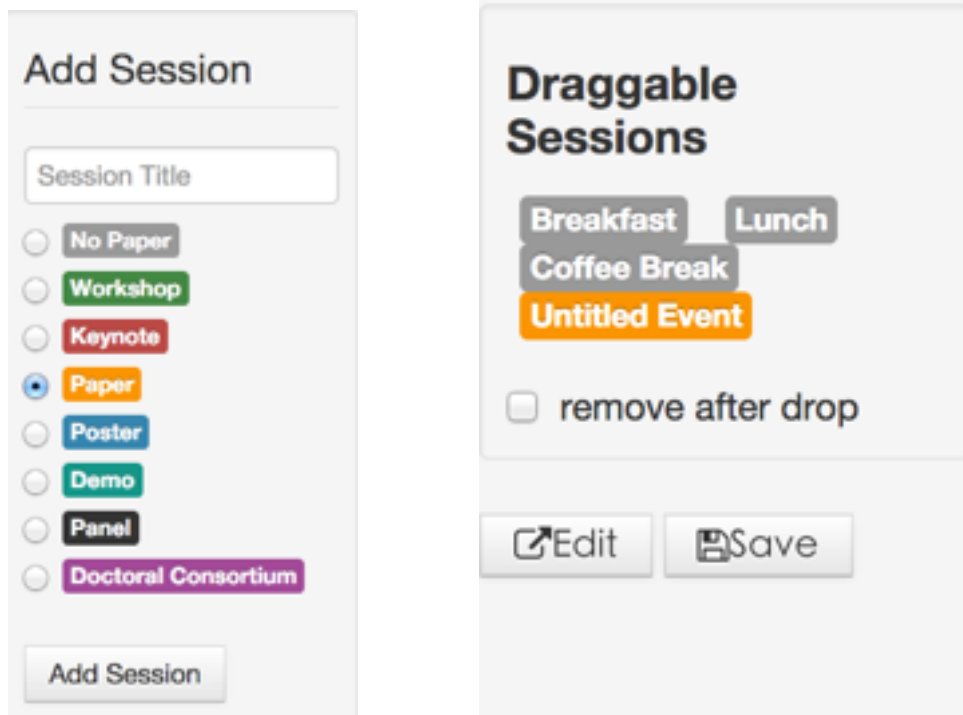 Add Session
Session Title
No Paper
Workshop
Keynote
Paper
Poster
Demo
Panel
Doctoral Consortium
Add Session
Draggable
Sessions
Breakfast Lunch
Coffee Break
Untitled Event
remove after drop
Edit Save